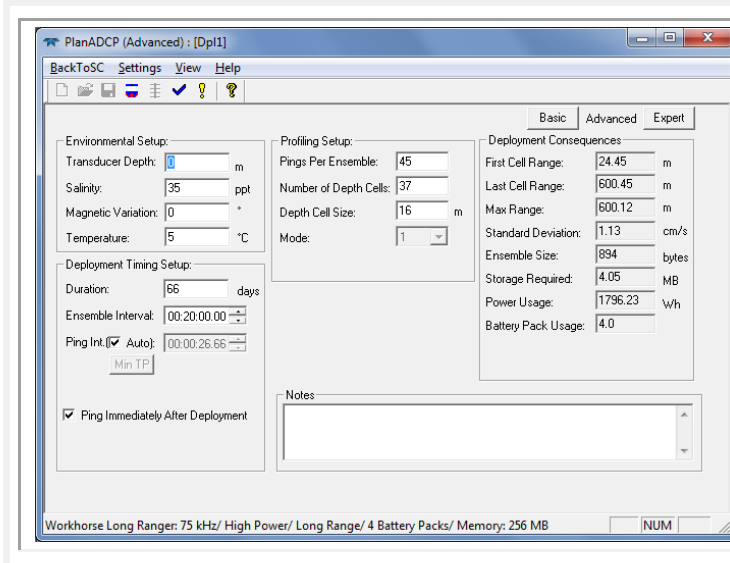 PlanADCP (Advanced) : [Dpl1]
BackToSC Settings View Help
Basic Advanced Expert
Environmental Setup:
Transducer Depth: 0 m
Salinity: 35 ppt
Magnetic Variation: 0 °
Temperature: 5 °C
Deployment Timing Setup:
Duration: 66 days
Ensemble Interval: 00:20:00.00
Ping Int.( Auto): 00:00:26.66
Min TP
Ping Immediately After Deployment
Profiling Setup:
Pings Per Ensemble: 45
Number of Depth Cells: 37
Depth Cell Size: 16 m
Mode: 1
Deployment Consequences
First Cell Range: 24.45 m
Last Cell Range: 600.45 m
Max Range: 600.12 m
Standard Deviation: 1.13 cm/s
Ensemble Size: 894 bytes
Storage Required: 4.05 MB
Power Usage: 1796.23 Wh
Battery Pack Usage: 4.0
Notes
Workhorse Long Ranger: 75 kHz/ High Power/ Long Range/ 4 Battery Packs/ Memory: 256 MB NUM